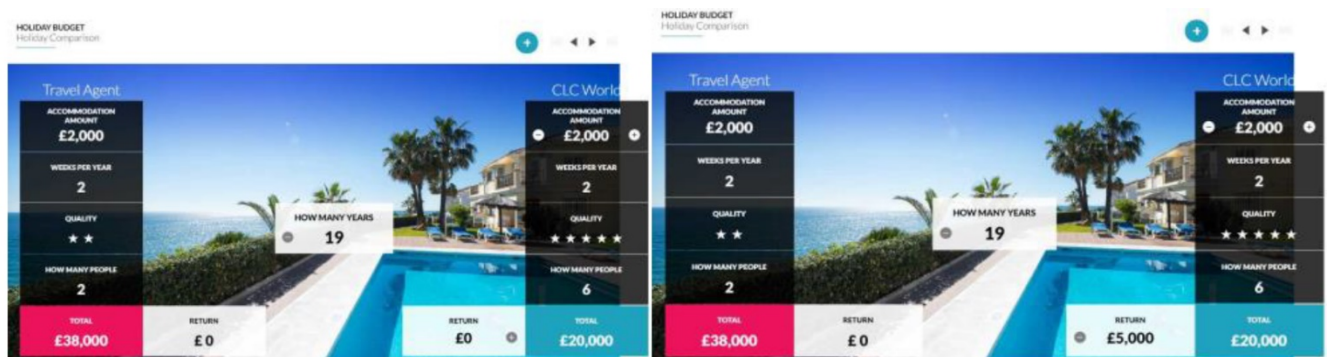 HOLIDAY BUDGET
Holiday Comparison
Travel Agent
CLC World
ACCOMMODATION
AMOUNT
£2,000
ACCOMMODATION
AMOUNT
£2,000
WEEKS PER YEAR
2
WEEKS PER YEAR
2
QUALITY
★★
HOW MANY YEARS
19
QUALITY
★★★★★
HOW MANY PEOPLE
2
HOW MANY PEOPLE
6
TOTAL
£38,000
RETURN
£0
RETURN
£0
TOTAL
£20,000
HOLIDAY BUDGET
Holiday Comparison
Travel Agent
CLC World
ACCOMMODATION
AMOUNT
£2,000
ACCOMMODATION
AMOUNT
£2,000
WEEKS PER YEAR
2
WEEKS PER YEAR
2
QUALITY
★★
HOW MANY YEARS
19
QUALITY
★★★★★
HOW MANY PEOPLE
2
HOW MANY PEOPLE
6
TOTAL
£38,000
RETURN
£0
RETURN
£5,000
TOTAL
£20,000